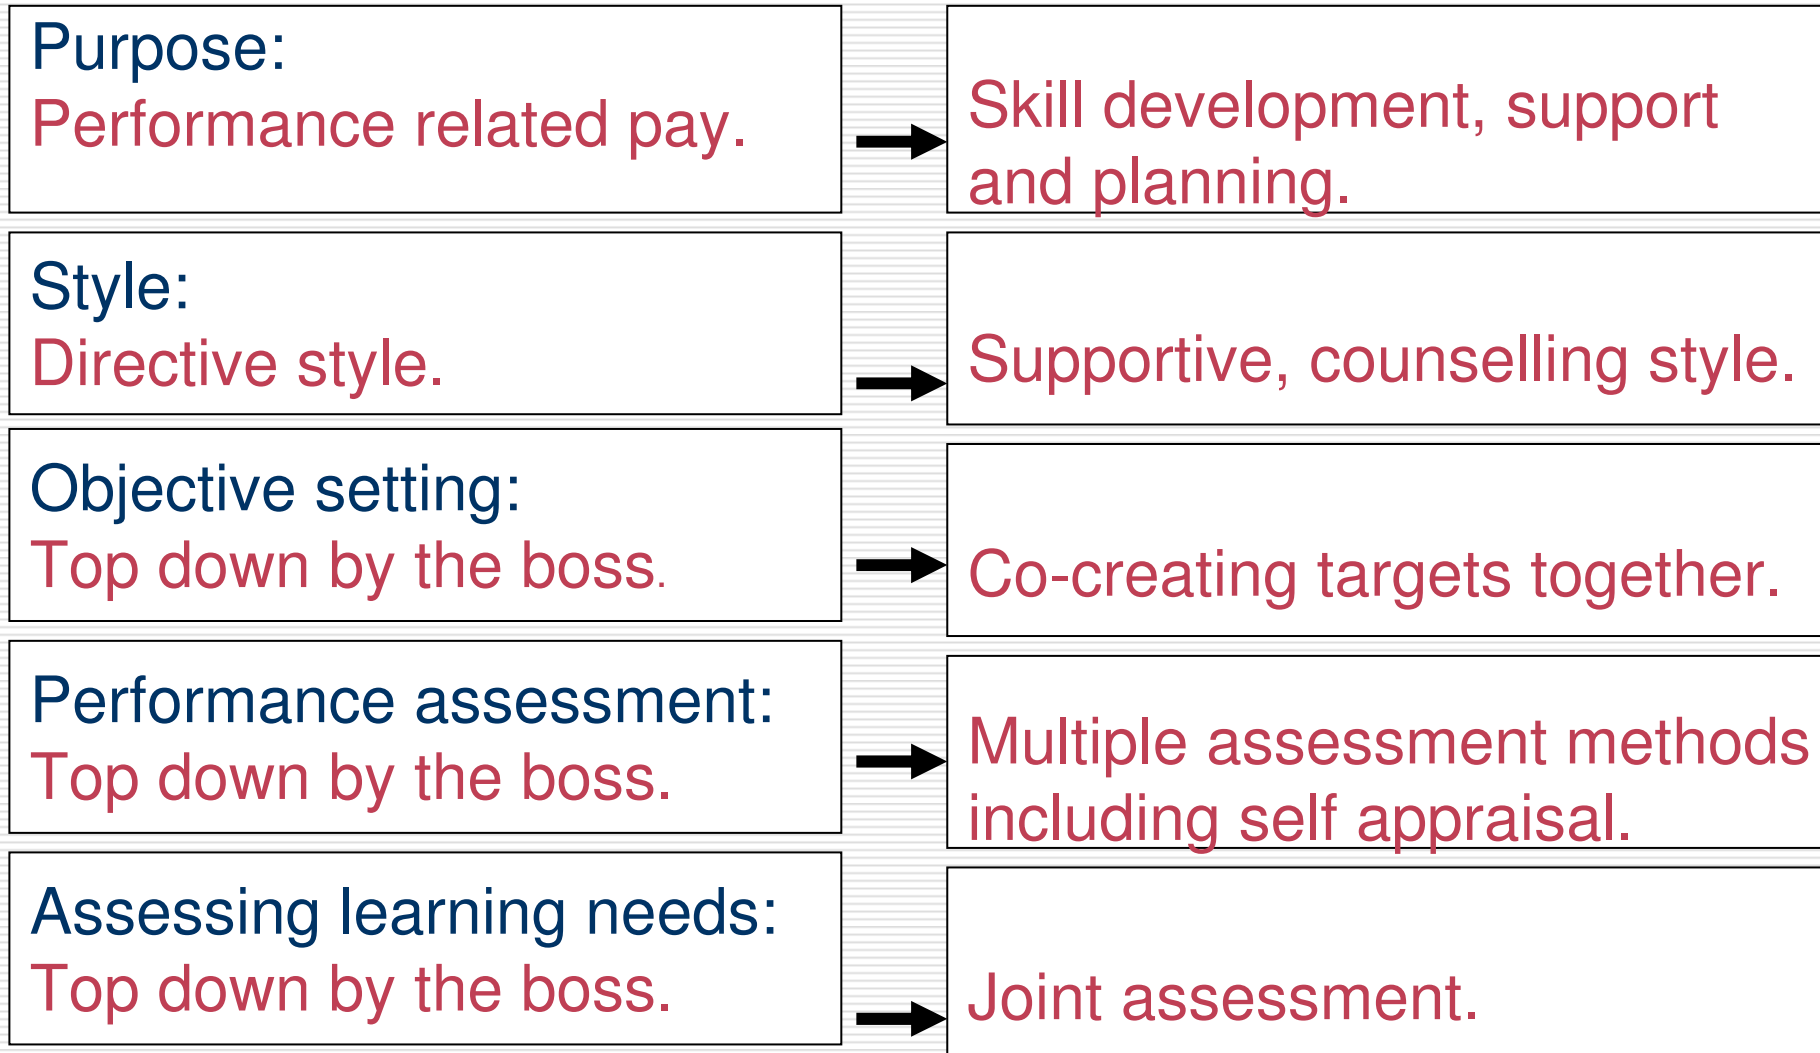 Purpose:
Performance related pay.
Skill development, support
and planning.
Style:
Directive style.
Supportive, counselling style.
Objective setting:
Top down by the boss.
Co-creating targets together.
Performance assessment:
Top down by the boss.
Multiple assessment methods
including self appraisal.
Assessing learning needs:
Top down by the boss.
Joint assessment.